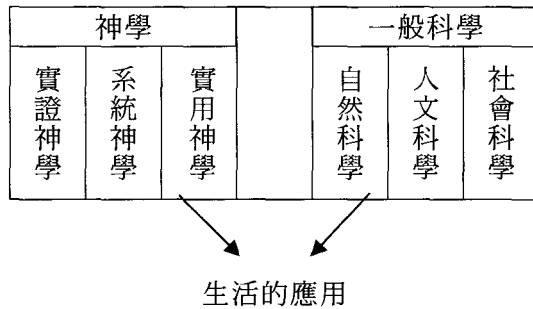 神學
一般科學
實證神學
系統神學
實用神學
自然科學
人文科學
社會科學
生活的應用